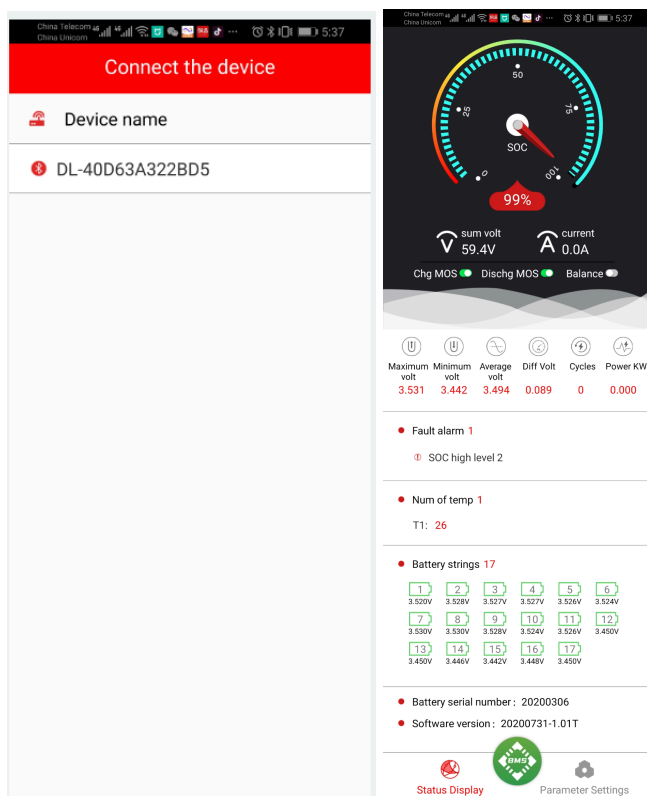 China Telecom 46 46 5:37
China Unicom
Connect the device
Device name
DL-40D63A322BD5
China Telecom 46 46 5:37
China Unicom
0
25
50
75
100
SOC
99%
sum volt
V 59.4V
current
A 0.0A
Chg MOS Dischg MOS Balance
Maximum volt
3.531
Minimum volt
3.442
Average volt
3.494
Diff Volt
0.089
Cycles
0
Power KW
0.000
Fault alarm 1
SOC high level 2
Num of temp 1
T1: 26
Battery strings 17
1 2 3 4 5 6
3.520V 3.528V 3.527V 3.527V 3.526V 3.524V
7 8 9 10 11 12
3.530V 3.530V 3.528V 3.524V 3.526V 3.450V
13 14 15 16 17
3.450V 3.446V 3.442V 3.448V 3.450V
Battery serial number: 20200306
Software version: 20200731-1.01T
BMS
Status Display
Parameter Settings